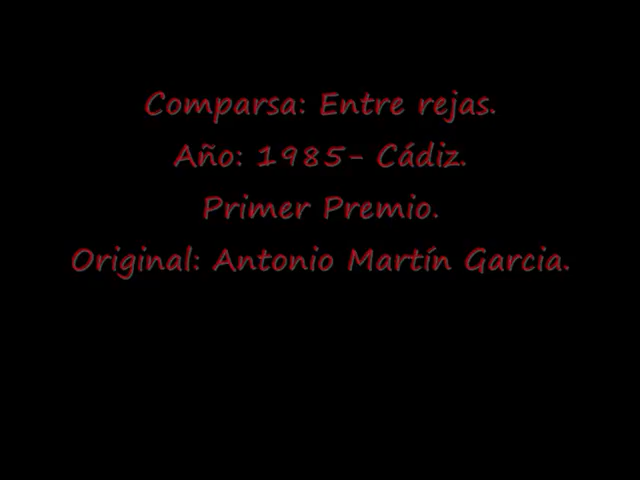 Comparsa: Entre rejas.
Año: 1985- Cádiz.
Primer Premio.
Original: Antonio Martín Garcia.